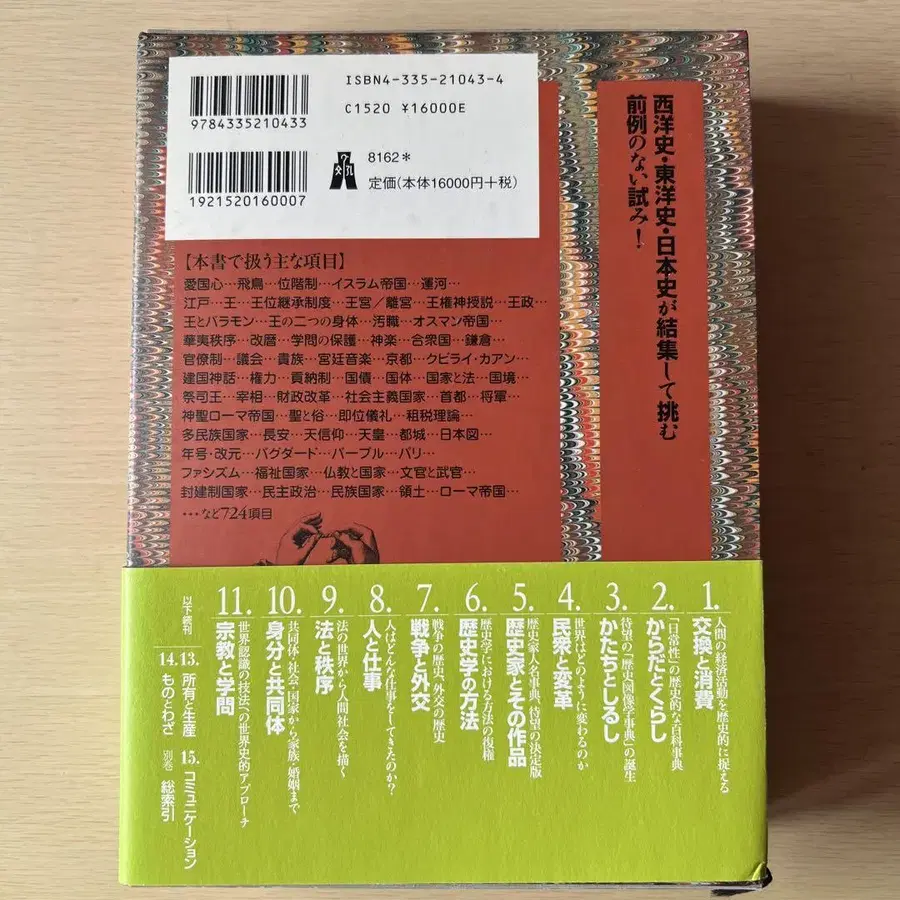 西洋史・東洋史・日本史が結集して挑む
前例のない試み!
ISBN4-335-21043-4
C1520 ¥16000E
9784335210433
8162*
定価(本体16000円+税)
1921520160007
【本書で扱う主な項目】
愛国心…飛鳥…位階制…イスラム帝国…運河…
江戸…王…王位継承制度…王宮/離宮…王権神授説…王政…
王とバラモン…王の二つの身体…汚職…オスマン帝国…
華夷秩序…改暦…学問の保護…神楽…合衆国…鎌倉…
官僚制…議会…貴族…宮廷音楽…京都…クビライ・カアン…
建国神話…権力…貢納制…国債…国体…国家と法…国境…
祭司王…宰相…財政改革…社会主義国家…首都…将軍…
神聖ローマ帝国…聖と俗…即位儀礼…租税理論…
多民族国家…長安…天信仰…天皇…都城…日本図…
年号・改元…バグダード…パープル…パリ…
ファシズム…福祉国家…仏教と国家…文官と武官…
封建制国家…民主政治…民族国家…領土…ローマ帝国…
…など724項目
1. 交換と消費
人間の経済活動を歴史的に捉える
2. からだとくらし
「日常性」の歴史的な百科事典
3. かたちとしるし
待望の「歴史図像学事典」の誕生
4. 民衆と変革
世界はどのように変わるのか
5. 歴史家とその作品
歴史家人名事典、待望の決定版
6. 歴史学の方法
歴史学における方法の復権
7. 戦争と外交
戦争の歴史、外交の歴史
8. 人と仕事
人はどんな仕事をしてきたのか?
9. 法と秩序
法の世界から人間社会を描く
10. 身分と共同体
共同体・社会・国家から家族・婚姻まで
11. 宗教と学問
世界認識の技法への世界史的アプローチ
以下続刊
13. 所有と生産
14. ものとわざ
15. コミュニケーション
別巻 総索引